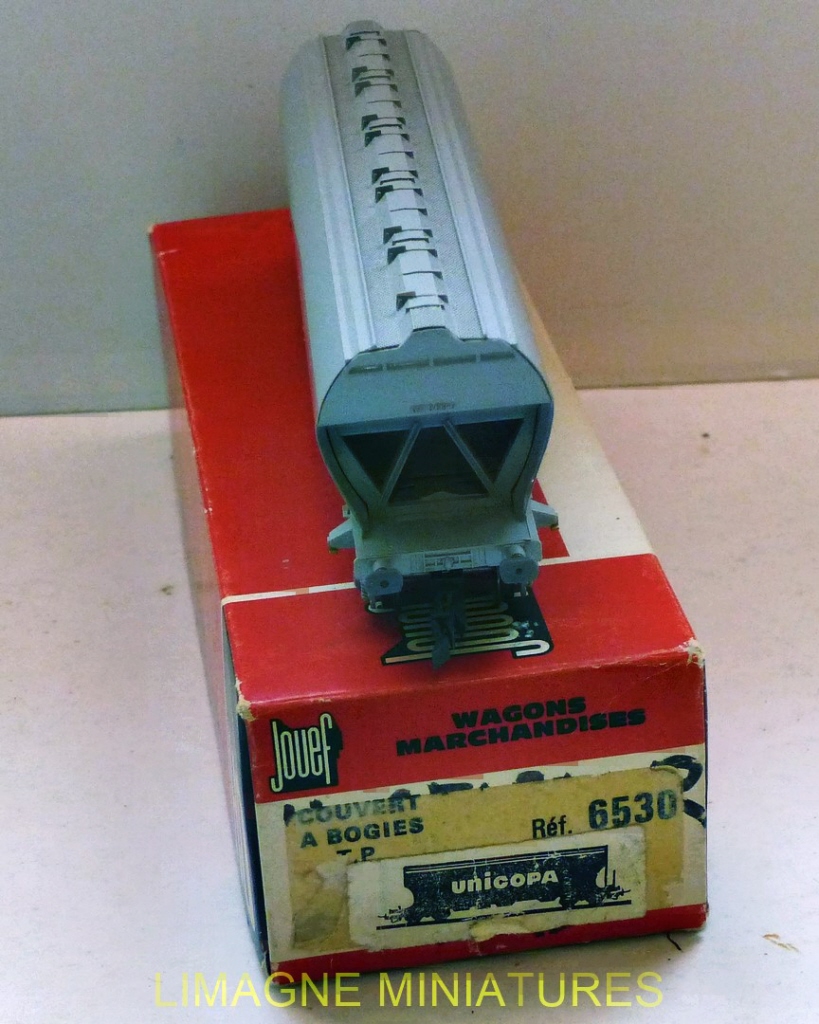 Jouef
WAGONS
MARCHANDISES
COUVERT
A BOGIES
T.P
Réf. 6530
unicopa
LIMAGNE MINIATURES